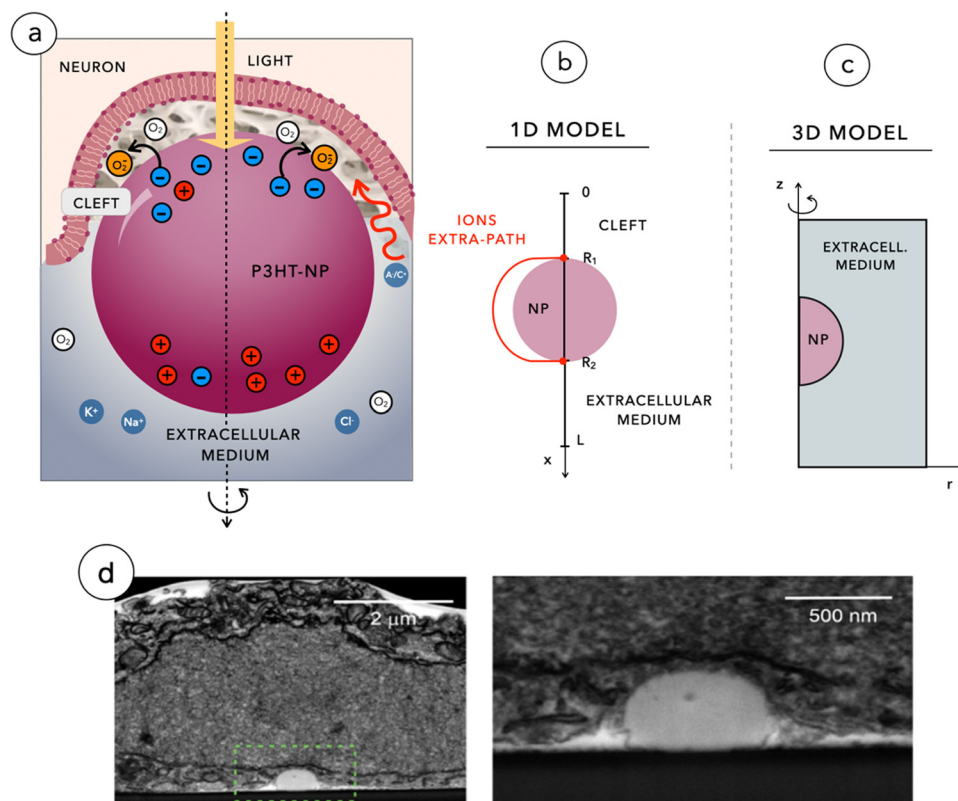 a
NEURON
LIGHT
O₂
O₂
O₂⁻
O₂⁻
CLEFT
P3HT-NP
A⁻/C⁺
O₂
O₂
K⁺
Na⁺
Cl⁻
EXTRACELLULAR
MEDIUM
b
1D MODEL
0
IONS
EXTRA-PATH
CLEFT
R₁
NP
R₂
EXTRACELLULAR
MEDIUM
L
x
c
3D MODEL
z
EXTRACELL.
MEDIUM
NP
r
d
2 μm
500 nm